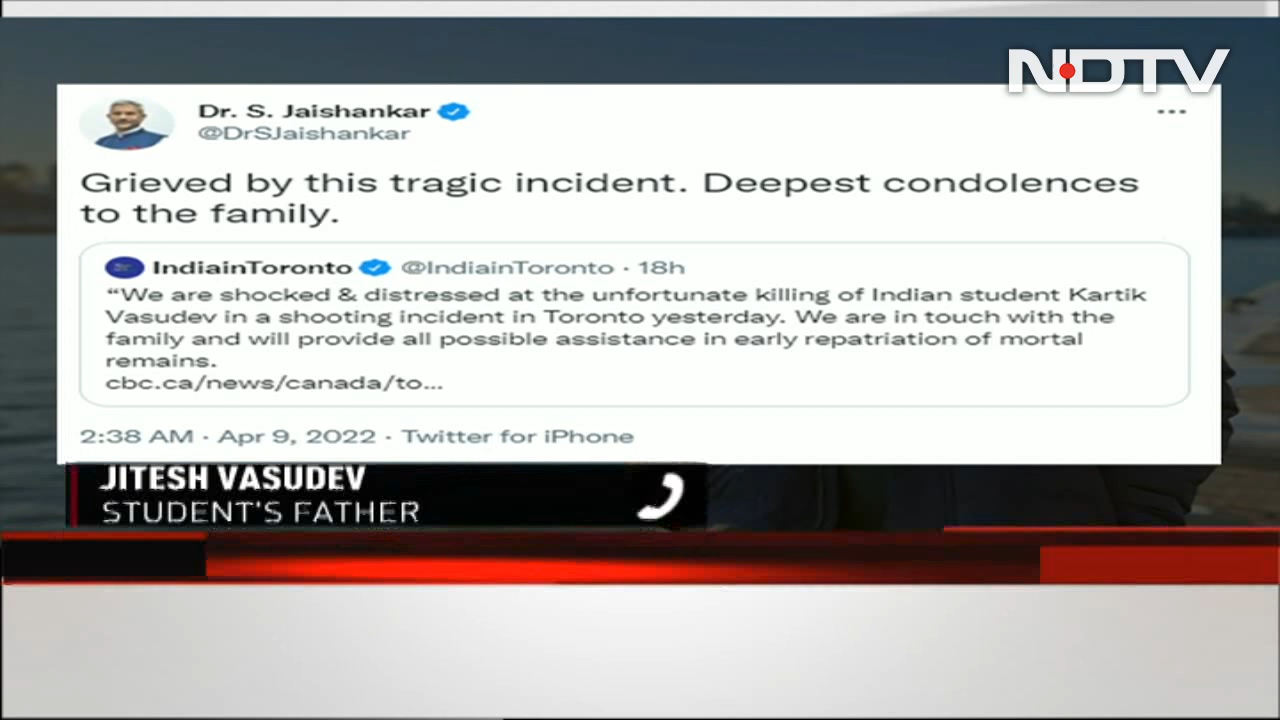 NDTV
Dr. S. Jaishankar
@DrSJaishankar
Grieved by this tragic incident. Deepest condolences
to the family.
IndiainToronto @IndiainToronto · 18h
“We are shocked & distressed at the unfortunate killing of Indian student Kartik
Vasudev in a shooting incident in Toronto yesterday. We are in touch with the
family and will provide all possible assistance in early repatriation of mortal
remains.
cbc.ca/news/canada/to...
2:38 AM · Apr 9, 2022 · Twitter for iPhone
JITESH VASUDEV
STUDENT'S FATHER